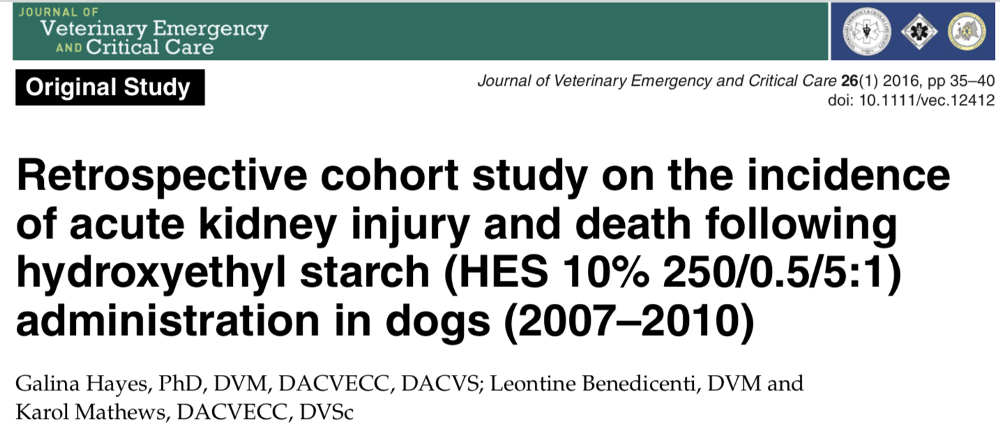 JOURNAL OF
Veterinary Emergency
AND Critical Care
Original Study
Journal of Veterinary Emergency and Critical Care 26(1) 2016, pp 35–40
doi: 10.1111/vec.12412
Retrospective cohort study on the incidence
of acute kidney injury and death following
hydroxyethyl starch (HES 10% 250/0.5/5:1)
administration in dogs (2007–2010)
Galina Hayes, PhD, DVM, DACVECC, DACVS; Leontine Benedicenti, DVM and
Karol Mathews, DACVECC, DVSc